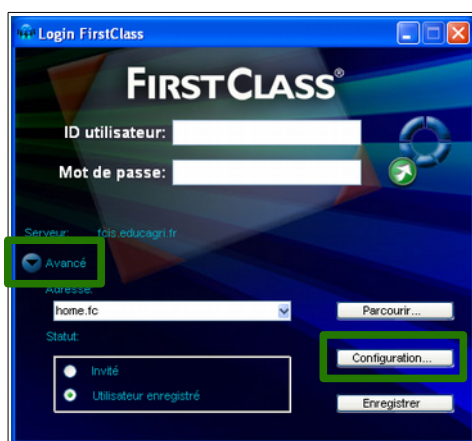 Login FirstClass
FIRSTCLASS®
ID utilisateur:
Mot de passe:
Serveur: fcis.educagri.fr
Avancé
Adresse:
home.fc
Parcourir...
Statut:
Configuration...
Invité
Utilisateur enregistré
Enregistrer